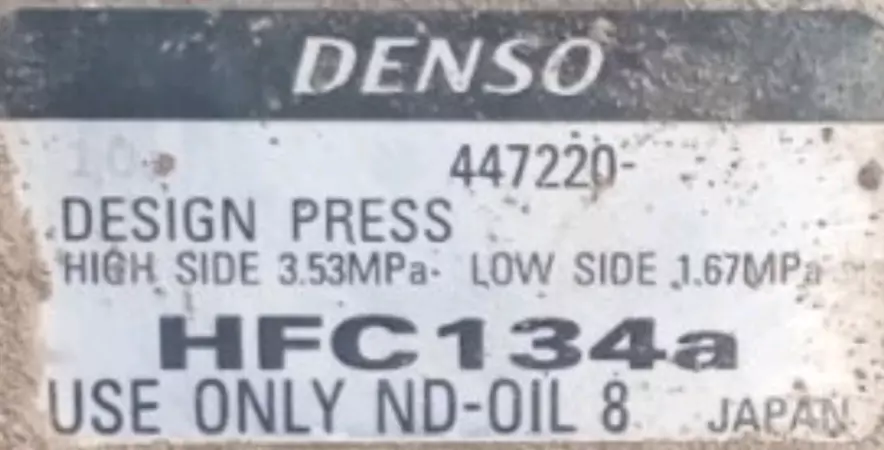 DENSO
447220-
DESIGN PRESS
HIGH SIDE 3.53MPa LOW SIDE 1.67MPa
HFC134a
USE ONLY ND-OIL 8 JAPAN